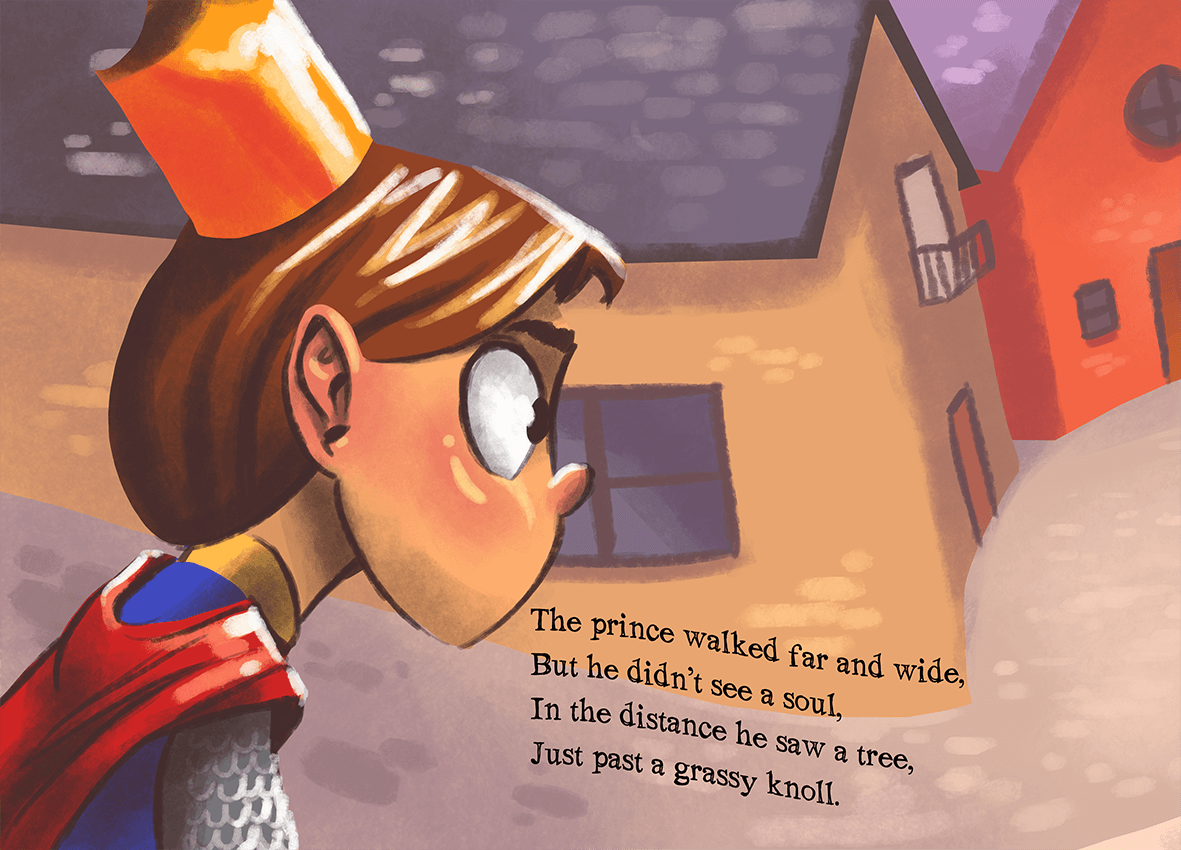 The prince walked far and wide,
But he didn't see a soul,
In the distance he saw a tree,
Just past a grassy knoll.